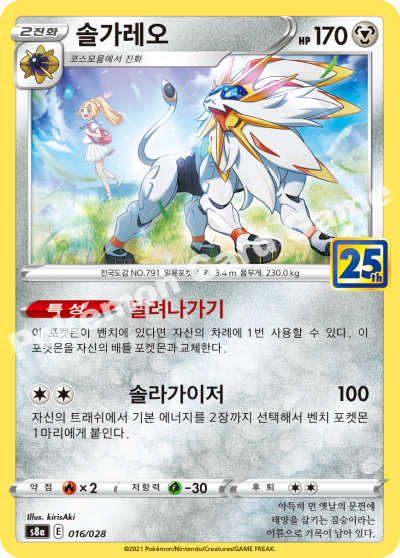 2진화
솔가레오
HP 170
코스모움에서 진화
전국도감 NO.791 일륜포켓몬 키: 3.4 m 몸무게: 230.0 kg
25th
특성 달려나가기
이 포켓몬이 벤치에 있다면 자신의 차례에 1번 사용할 수 있다. 이
포켓몬을 자신의 배틀 포켓몬과 교체한다.
솔라가이저 100
자신의 트래쉬에서 기본 에너지를 2장까지 선택해서 벤치 포켓몬
1마리에게 붙인다.
약점 ×2 저항력 -30 후퇴
Illus. kirisAki
s8a E 016/028
아득히 먼 옛날의 문헌에
태양을 삼키는 짐승이라는
이름으로 기록이 남아 있다.
©2021 Pokémon/Nintendo/Creatures/GAME FREAK.
Pokémon Card Game